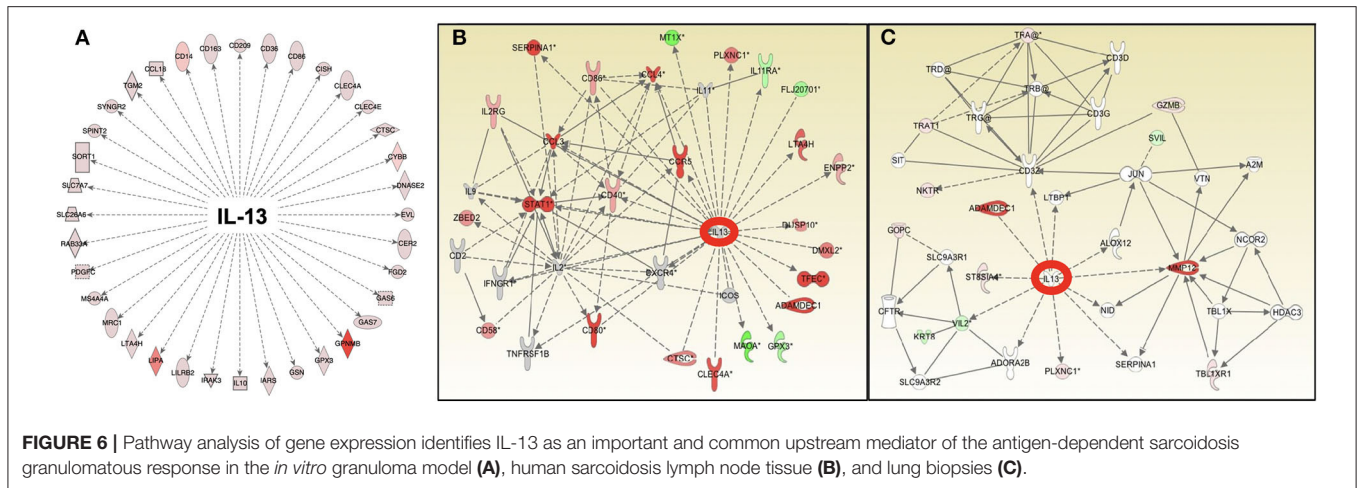 A
B
C
CD209
CD36
CD163
CD86
CD14
CISH
CCL18
CLEC4A
TGM2
CLEC4E
SYNGR2
CTSC
SPINT2
CYBB
SORT1
DNASE2
SLC7A7
IL-13
EVL
SLC26A6
CER2
RAB33A
FGD2
PDGFC
GAS6
MS4A4A
GAS7
MRC1
GPNMB
LTA4H
GPX3
LIPA
GSN
LILRB2
IARS
IRAK3
IL10
SERPINA1*
MT1X*
PLXNC1*
CD86*
CCL4*
IL11*
IL11RA*
FLJ20701*
IL2RG
CCL3
CCR5
LTA4H
ENPP2*
IL9
STAT1*
CD40*
ZBED2
IL13
DUSP10*
DMXL2*
CD2
IL2*
CXCR4*
IFNGR1*
ICOS
TFEC*
ADAMDEC1
CD58*
TNFRSF1B
CD80*
CTSC*
CLEC4A*
MAOA*
GPX3*
TRA@*
CD3D
TRD@
TRB@
TRG@
CD3G
GZMB
TRAT1
SVIL
SIT
CD3Z
JUN
VTN
A2M
NKTR
LTBP1
ADAMDEC1
GOPC
SLC9A3R1
ALOX12
NCOR2
ST8SIA4*
IL13
MMP12
CFTR
VIL2*
NID
TBL1X
HDAC3
KRT8
ADORA2B
PLXNC1*
SERPINA1
TBL1XR1
SLC9A3R2
FIGURE 6 | Pathway analysis of gene expression identifies IL-13 as an important and common upstream mediator of the antigen-dependent sarcoidosis
granulomatous response in the in vitro granuloma model (A), human sarcoidosis lymph node tissue (B), and lung biopsies (C).